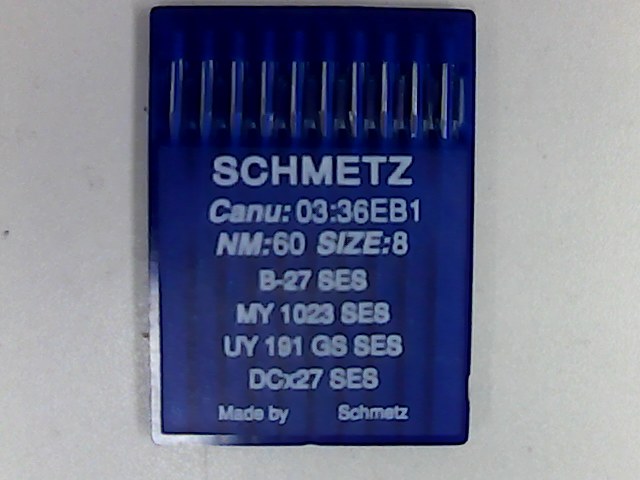 SCHMETZ
Canu: 03:36EB1
NM:60 SIZE:8
B-27 SES
MY 1023 SES
UY 191 GS SES
DCx27 SES
Made by Schmetz